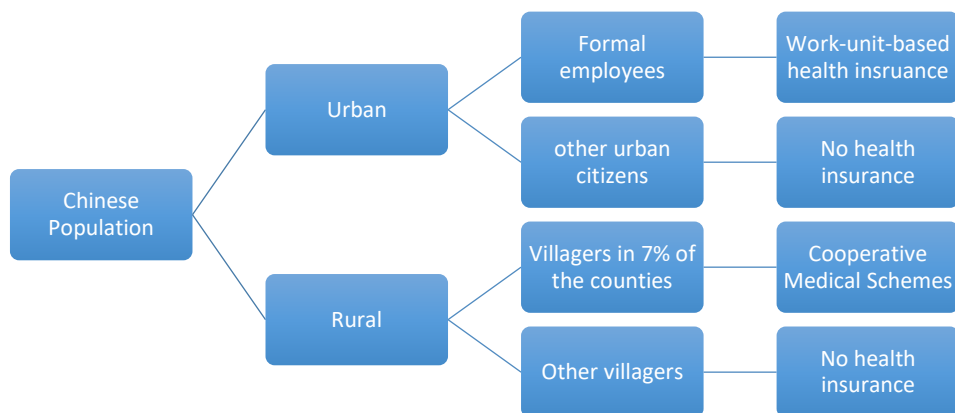 Chinese
Population
Urban
Formal
employees
Work-unit-based
health insruance
other urban
citizens
No health
insurance
Rural
Villagers in 7% of
the counties
Cooperative
Medical Schemes
Other villagers
No health
insurance